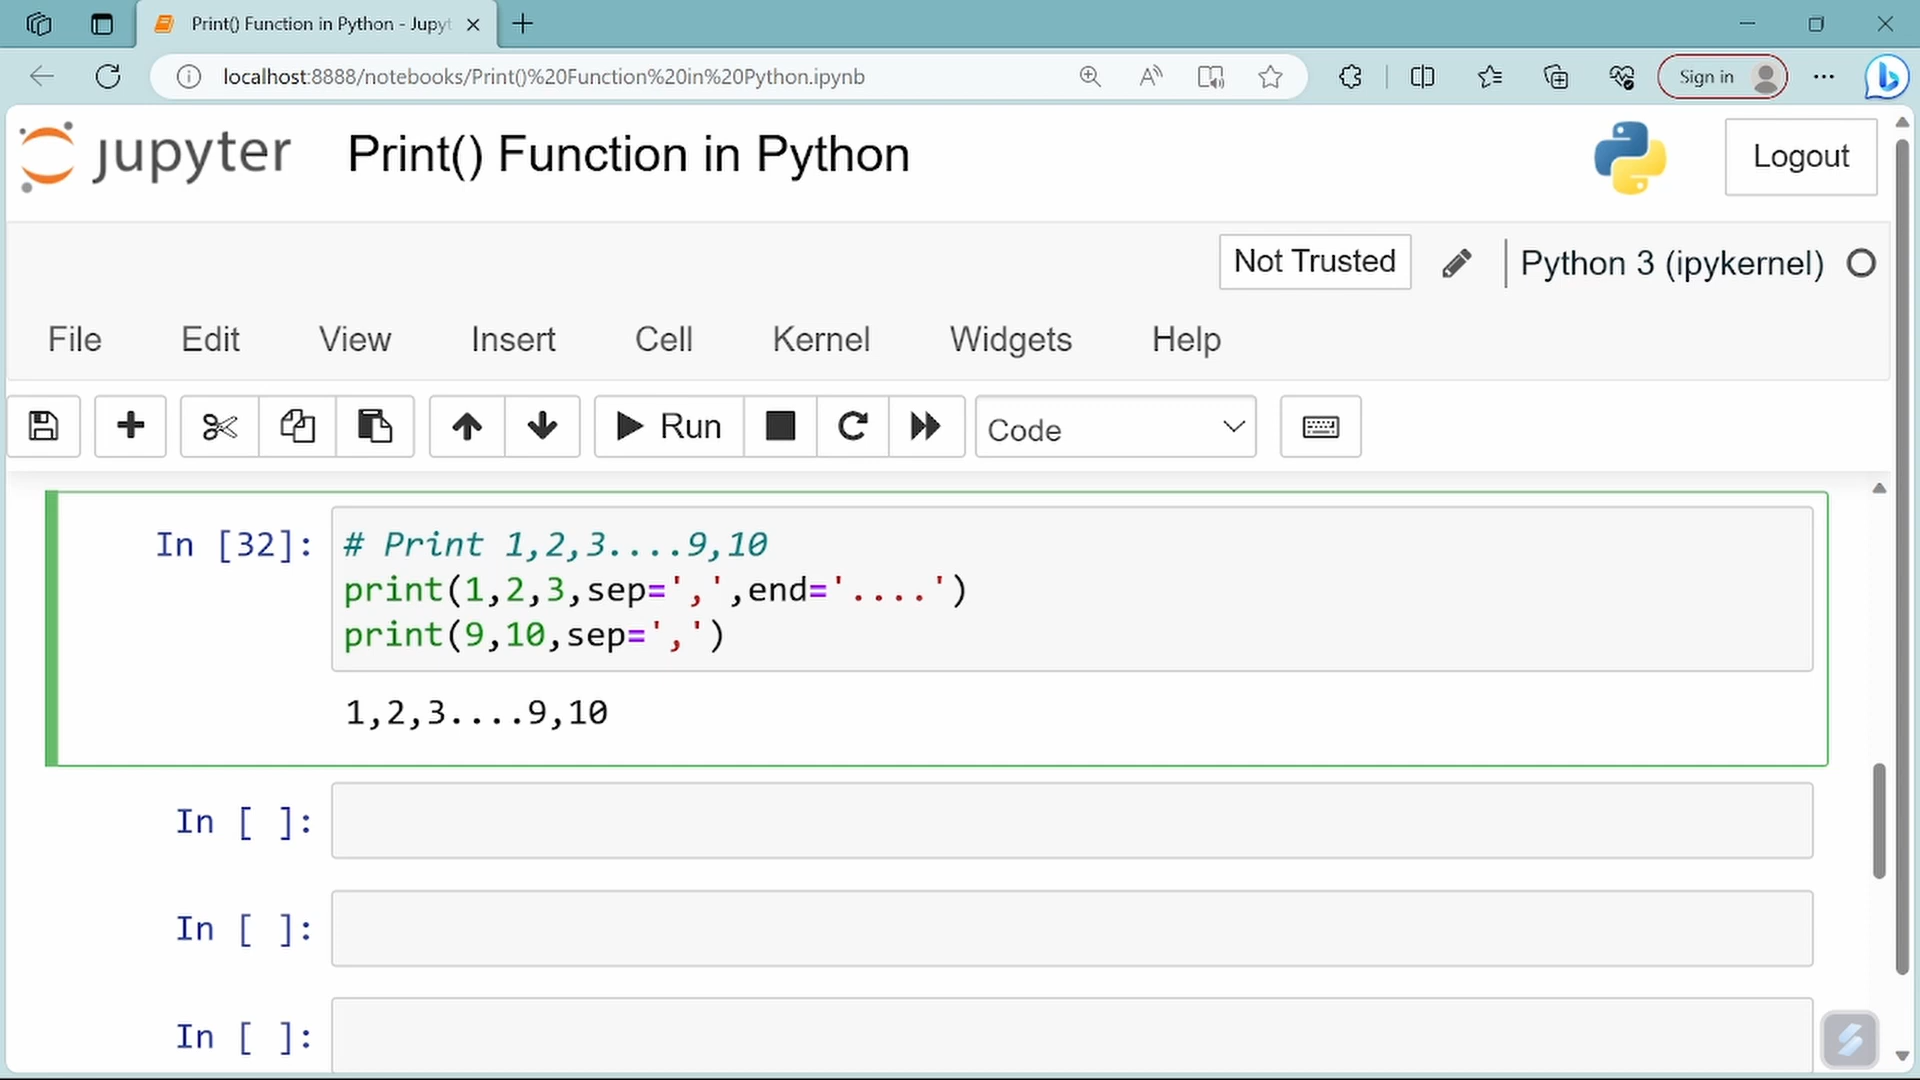 Print() Function in Python - Jupyt
localhost:8888/notebooks/Print()%20Function%20in%20Python.ipynb
Sign in
jupyter Print() Function in Python
Logout
Not Trusted
Python 3 (ipykernel)
File Edit View Insert Cell Kernel Widgets Help
Run
Code
In [32]: # Print 1,2,3....9,10
print(1,2,3,sep=',',end='....')
print(9,10,sep=',')
1,2,3....9,10
In [ ]:
In [ ]:
In [ ]: